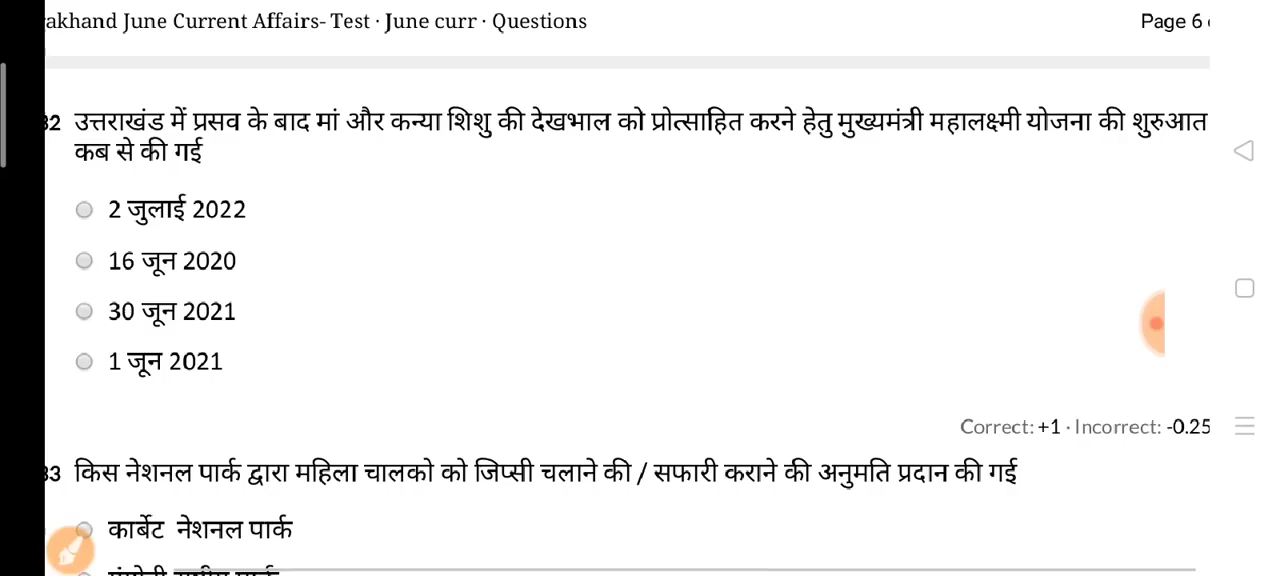 akhand June Current Affairs- Test · June curr · Questions
Page 6
32 उत्तराखंड में प्रसव के बाद मां और कन्या शिशु की देखभाल को प्रोत्साहित करने हेतु मुख्यमंत्री महालक्ष्मी योजना की शुरुआत
कब से की गई
2 जुलाई 2022
16 जून 2020
30 जून 2021
1 जून 2021
Correct: +1 · Incorrect: -0.25
33 किस नेशनल पार्क द्वारा महिला चालको को जिप्सी चलाने की / सफारी कराने की अनुमति प्रदान की गई
कार्बेट नेशनल पार्क